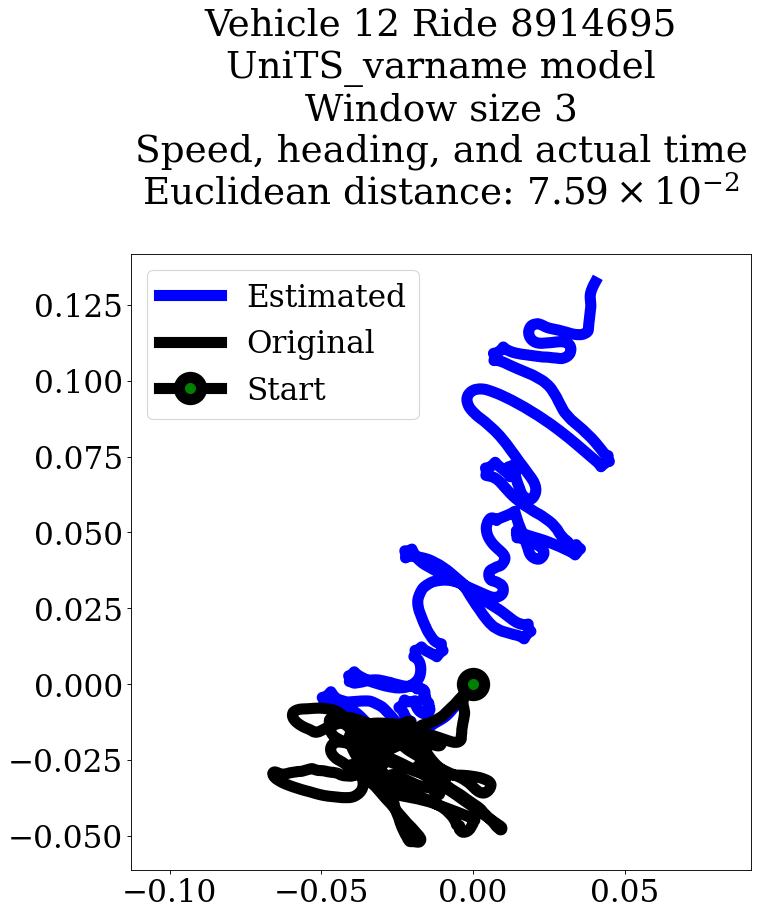 Vehicle 12 Ride 8914695
UniTS_varname model
Window size 3
Speed, heading, and actual time
Euclidean distance: 7.59 × 10⁻²
Estimated
Original
Start
0.125
0.100
0.075
0.050
0.025
0.000
−0.025
−0.050
−0.10
−0.05
0.00
0.05